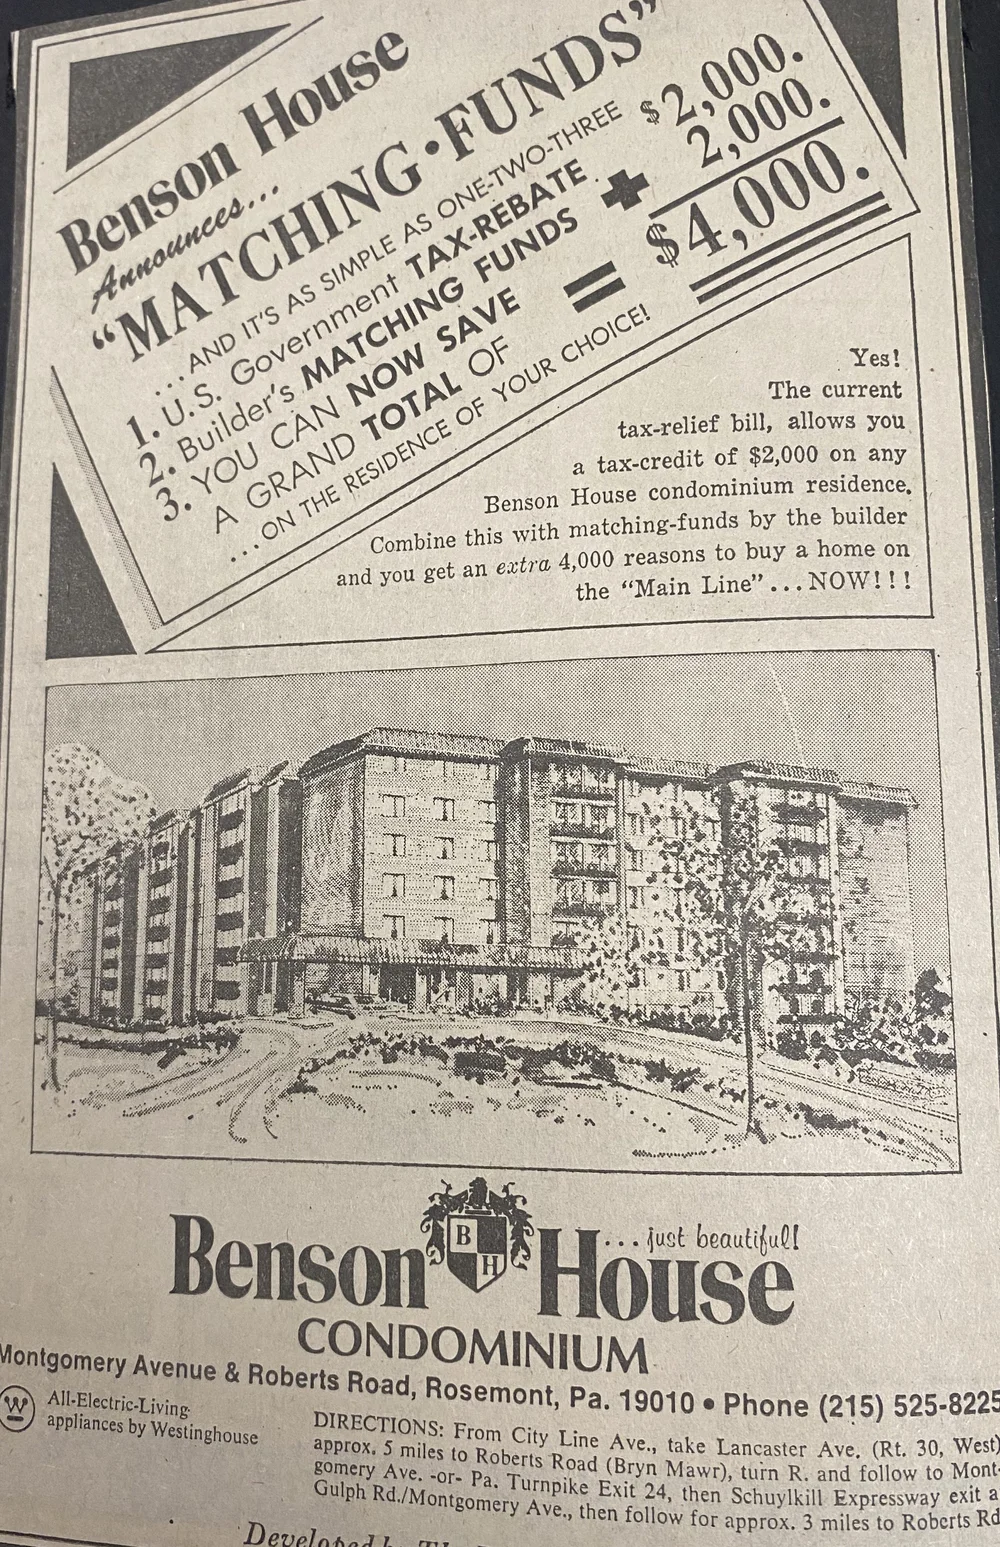 Benson House
Announces...
“MATCHING•FUNDS”
...AND IT'S AS SIMPLE AS ONE-TWO-THREE
1. U.S. Government TAX-REBATE $2,000.
2. Builder's MATCHING FUNDS + 2,000.
3. YOU CAN NOW SAVE
A GRAND TOTAL OF = $4,000.
...ON THE RESIDENCE OF YOUR CHOICE!
Yes!
The current
tax-relief bill, allows you
a tax-credit of $2,000 on any
Benson House condominium residence.
Combine this with matching-funds by the builder
and you get an extra 4,000 reasons to buy a home on
the “Main Line”...NOW!!!
Benson House
B
H
...just beautiful!
CONDOMINIUM
Montgomery Avenue & Roberts Road, Rosemont, Pa. 19010 • Phone (215) 525-8225
W
All-Electric-Living
appliances by Westinghouse
DIRECTIONS: From City Line Ave., take Lancaster Ave. (Rt. 30, West)
approx. 5 miles to Roberts Road (Bryn Mawr), turn R. and follow to Mont-
gomery Ave. -or- Pa. Turnpike Exit 24, then Schuylkill Expressway exit a
Gulph Rd./Montgomery Ave., then follow for approx. 3 miles to Roberts Rd
Developed by